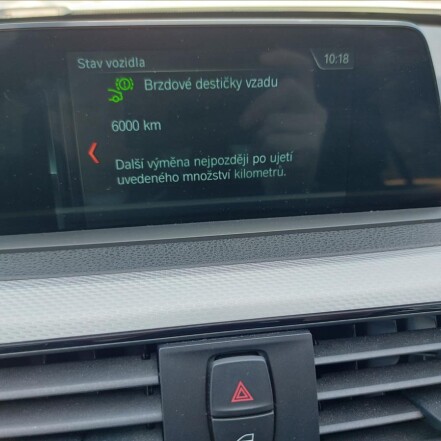 Stav vozidla
10:18
Brzdové destičky vzadu
6000 km
Další výměna nejpozději po ujetí
uvedeného množství kilometrů.